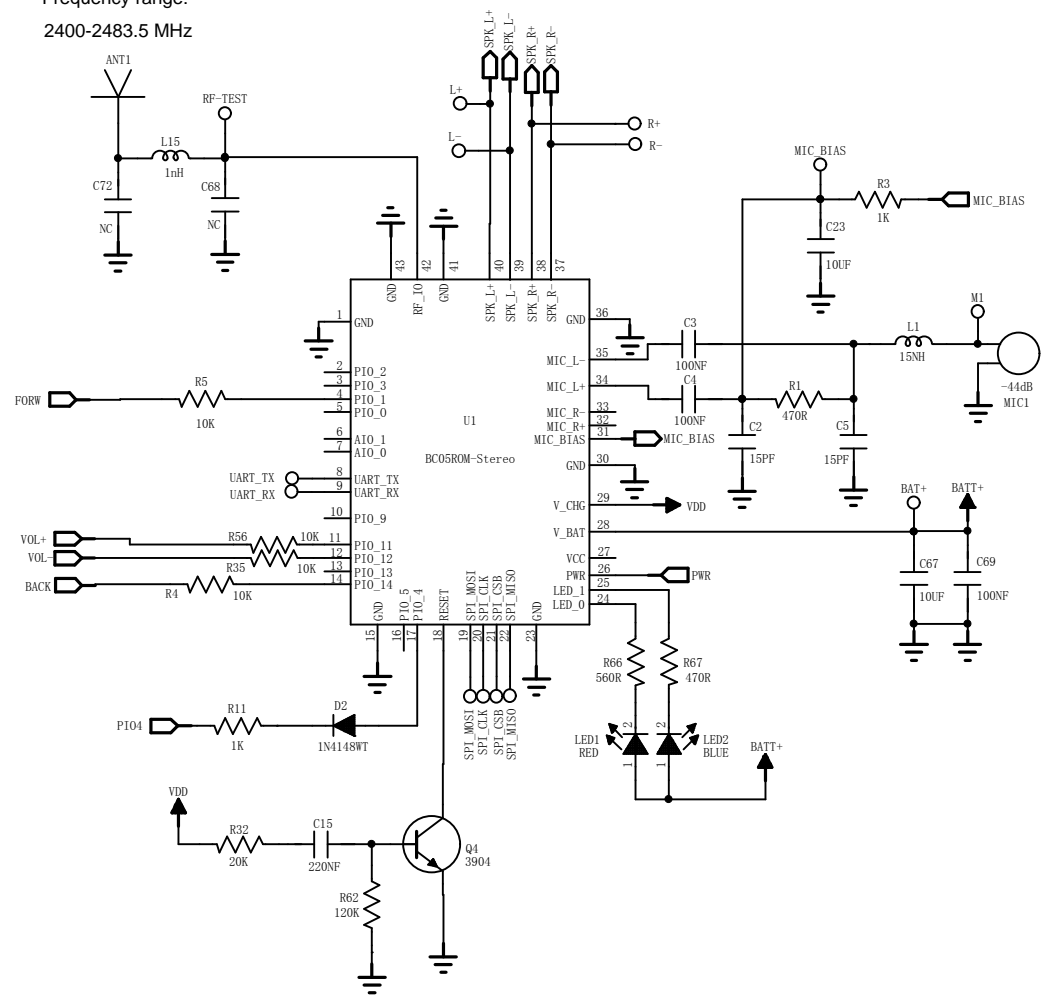 Frequency range:
2400-2483.5 MHz
ANT1
RF-TEST
L15
1nH
C72
NC
C68
NC
SPK_L+
SPK_L-
SPK_R+
SPK_R-
L+
L-
R+
R-
MIC_BIAS
R3
1K
MIC_BIAS
C23
10UF
43
42
41
40
39
38
37
GND
RF_IO
GND
SPK_L+
SPK_L-
SPK_R+
SPK_R-
1
GND
GND
36
C3
100NF
L1
15NH
M1
-44dB
MIC1
2
PIO_2
3
PIO_3
4
PIO_1
5
PIO_0
FORW
R5
10K
MIC_L-
35
MIC_L+
34
C4
100NF
R1
470R
MIC_R-
33
MIC_R+
32
MIC_BIAS
31
MIC_BIAS
C2
15PF
C5
15PF
U1
BC05ROM-Stereo
6
AIO_1
7
AIO_0
GND
30
UART_TX
8
UART_TX
UART_RX
9
UART_RX
V_CHG
29
VDD
BAT+
BATT+
10
PIO_9
V_BAT
28
VOL+
R56
10K
11
PIO_11
VOL-
R35
10K
12
PIO_12
13
PIO_13
BACK
R4
10K
14
PIO_14
VCC
27
PWR
26
PWR
LED_1
25
LED_0
24
C67
10UF
C69
100NF
GND
PIO_5
PIO_4
RESET
SPI_MOSI
SPI_CLK
SPI_CSB
SPI_MISO
GND
15
16
17
18
19
20
21
22
23
R66
560R
R67
470R
PIO4
R11
1K
D2
1N4148WT
SPI_MOSI
SPI_CLK
SPI_CSB
SPI_MISO
LED1
RED
2
1
2
1
LED2
BLUE
BATT+
VDD
R32
20K
C15
220NF
Q4
3904
R62
120K